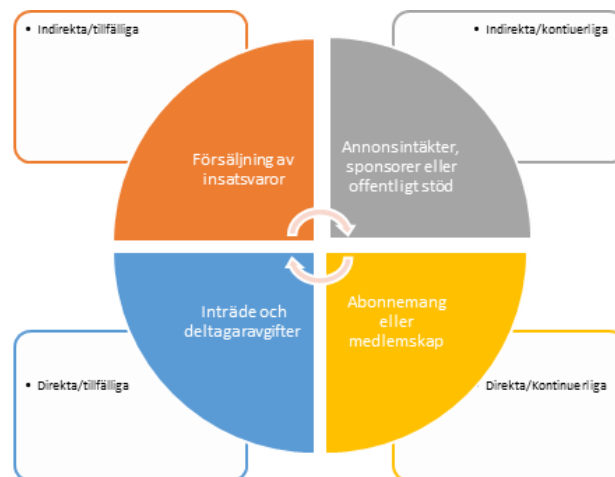 • Indirekta/tillfälliga
• Indirekta/kontiuerliga
Försäljning av
insatsvaror
Annonsintäkter,
sponsorer eller
offentligt stöd
Inträde och
deltagaravgifter
Abonnemang
eller
medlemskap
• Direkta/tillfälliga
Direkta/Kontinuerliga